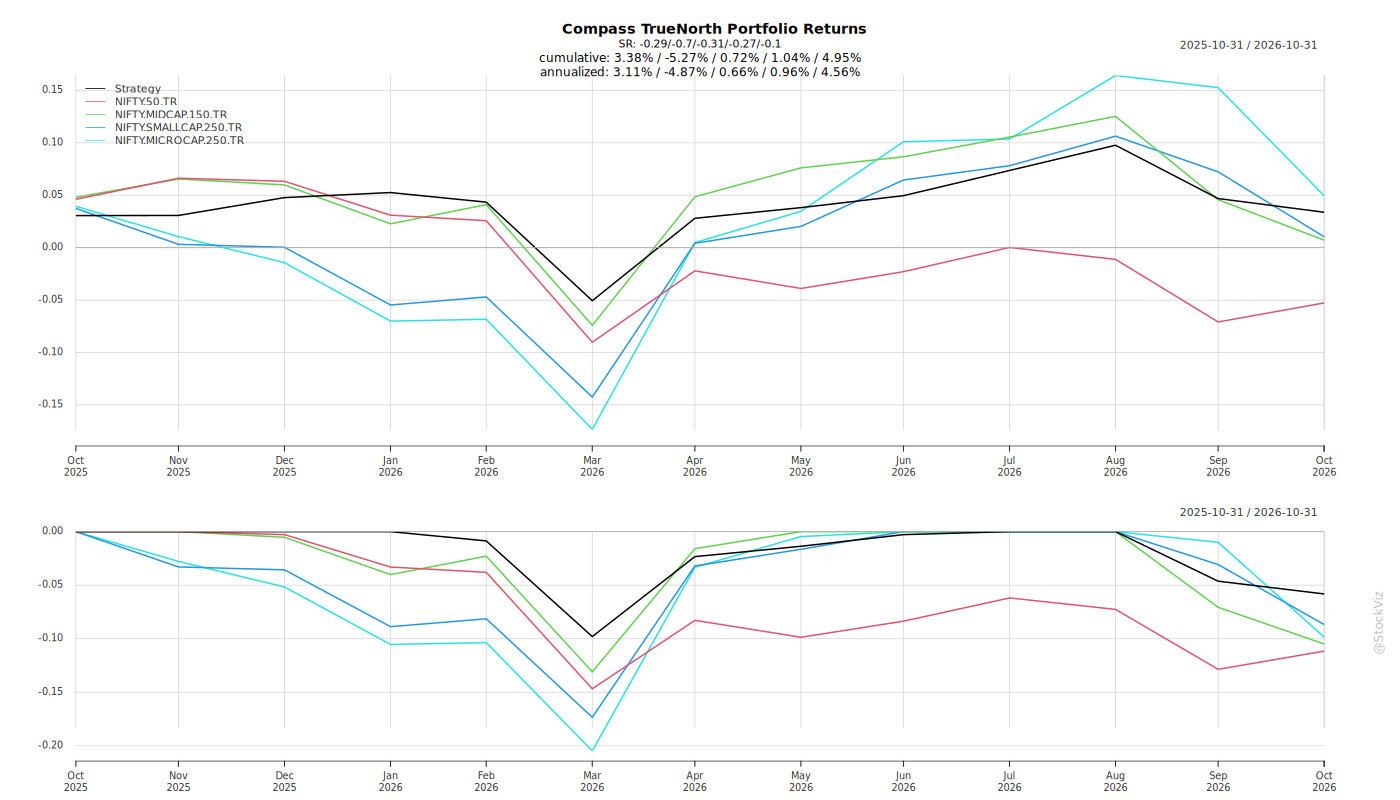 Compass TrueNorth Portfolio Returns
SR: -0.29/-0.7/-0.31/-0.27/-0.1
cumulative: 3.38% / -5.27% / 0.72% / 1.04% / 4.95%
annualized: 3.11% / -4.87% / 0.66% / 0.96% / 4.56%
2025-10-31 / 2026-10-31
Strategy
NIFTY.50.TR
NIFTY.MIDCAP.150.TR
NIFTY.SMALLCAP.250.TR
NIFTY.MICROCAP.250.TR
0.15
0.10
0.05
0.00
-0.05
-0.10
-0.15
Oct Nov Dec Jan Feb Mar Apr May Jun Jul Aug Sep Oct
2025 2025 2025 2026 2026 2026 2026 2026 2026 2026 2026 2026 2026
2025-10-31 / 2026-10-31
0.00
-0.05
-0.10
-0.15
-0.20
Oct Nov Dec Jan Feb Mar Apr May Jun Jul Aug Sep Oct
2025 2025 2025 2026 2026 2026 2026 2026 2026 2026 2026 2026 2026
@StockViz